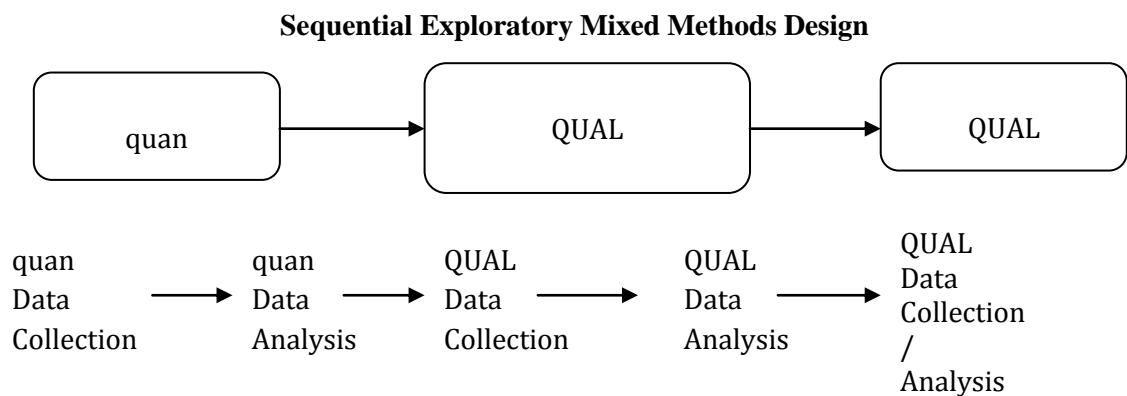 Sequential Exploratory Mixed Methods Design
quan
QUAL
QUAL
quan
Data
Collection
quan
Data
Analysis
QUAL
Data
Collection
QUAL
Data
Analysis
QUAL
Data
Collection
/
Analysis